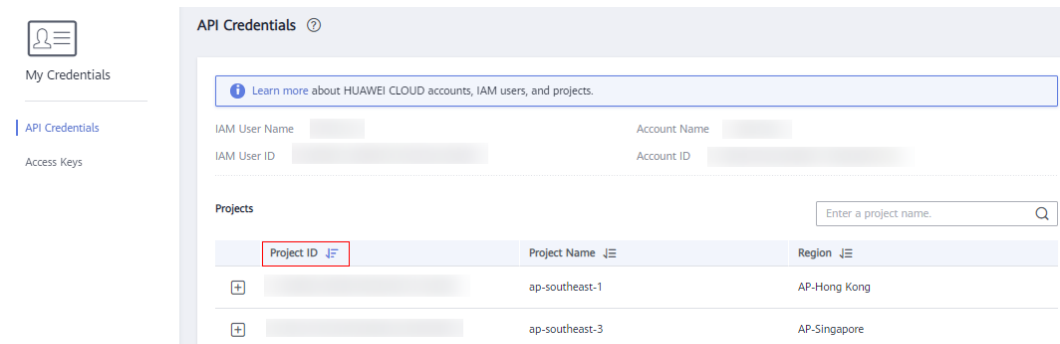 API Credentials
My Credentials
API Credentials
Access Keys
Learn more about HUAWEI CLOUD accounts, IAM users, and projects.
IAM User Name Account Name
IAM User ID Account ID
Projects
Enter a project name.
Project ID Project Name Region
ap-southeast-1 AP-Hong Kong
ap-southeast-3 AP-Singapore